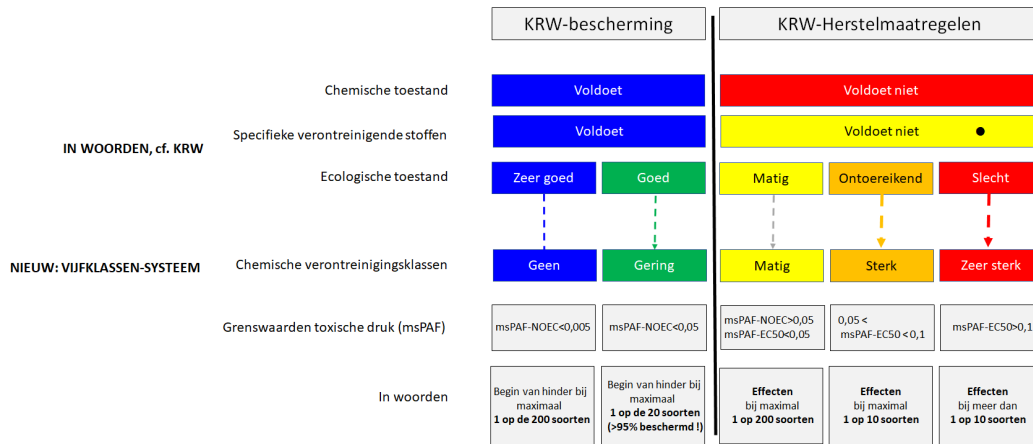 KRW-bescherming KRW-Herstelmaatregelen
Chemische toestand Voldoet Voldoet niet
Specifieke verontreinigende stoffen Voldoet Voldoet niet
IN WOORDEN, cf. KRW
Ecologische toestand Zeer goed Goed Matig Ontoereikend Slecht
NIEUW: VIJFKLASSEN-SYSTEEM Chemische verontreinigingsklassen Geen Gering Matig Sterk Zeer sterk
Grenswaarden toxische druk (msPAF)
msPAF-NOEC<0,005
msPAF-NOEC<0,05
msPAF-NOEC>0,05
msPAF-EC50<0,05
0,05 <
msPAF-EC50 <0,1
msPAF-EC50>0,1
In woorden
Begin van hinder bij
maximaal
1 op de 200 soorten
Begin van hinder bij
maximaal
1 op de 20 soorten
(>95% beschermd !)
Effecten
bij maximal
1 op 200 soorten
Effecten
bij maximal
1 op 10 soorten
Effecten
bij meer dan
1 op 10 soorten